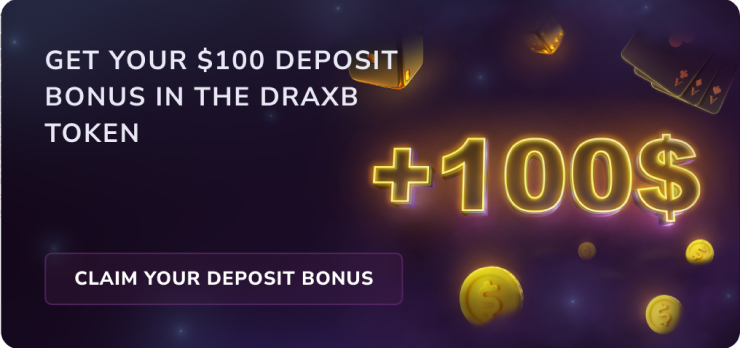 GET YOUR $100 DEPOSIT
BONUS IN THE DRAXB
TOKEN
+100$
CLAIM YOUR DEPOSIT BONUS